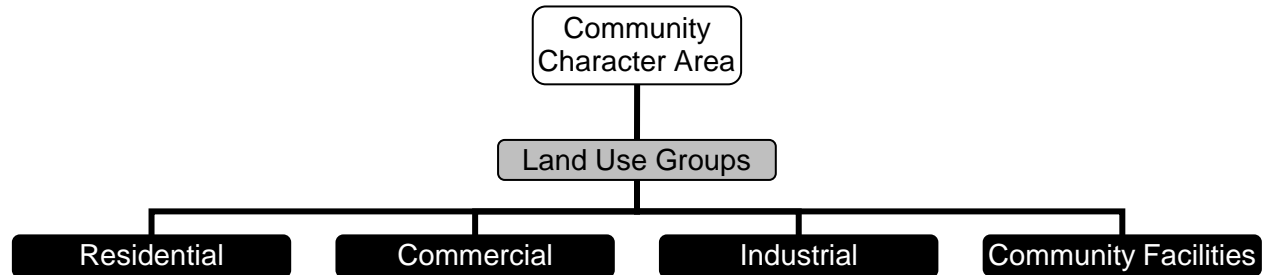 Community
Character Area
Land Use Groups
Residential
Commercial
Industrial
Community Facilities